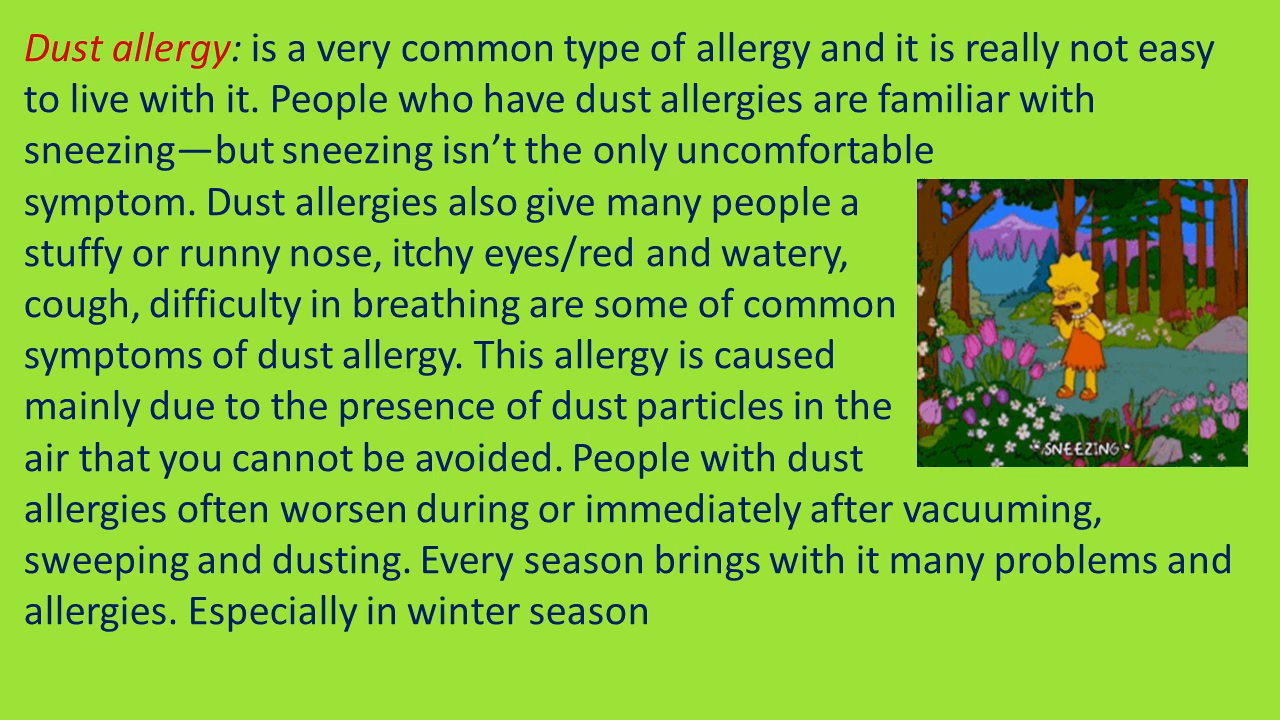 Dust allergy: is a very common type of allergy and it is really not easy
to live with it. People who have dust allergies are familiar with
sneezing—but sneezing isn’t the only uncomfortable
symptom. Dust allergies also give many people a
stuffy or runny nose, itchy eyes/red and watery,
cough, difficulty in breathing are some of common
symptoms of dust allergy. This allergy is caused
mainly due to the presence of dust particles in the
air that you cannot be avoided. People with dust
allergies often worsen during or immediately after vacuuming,
sweeping and dusting. Every season brings with it many problems and
allergies. Especially in winter season
*SNEEZING*